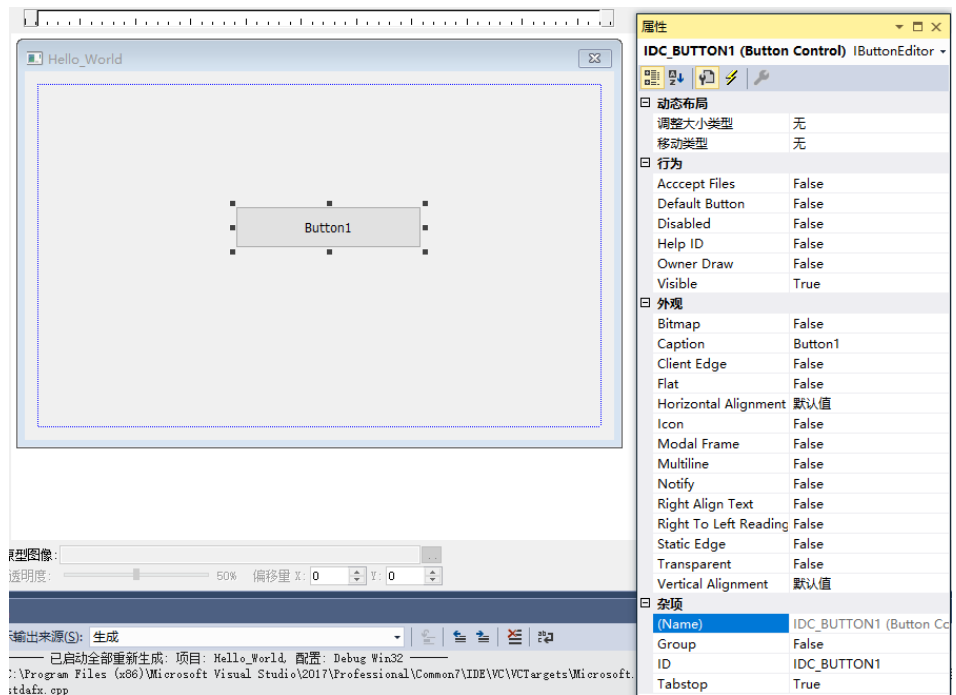 Hello_World
Button1
原型图像:
透明度:
50%
偏移量 X: 0
Y: 0
示输出来源(S): 生成
已启动全部重新生成: 项目: Hello_World, 配置: Debug Win32
:\Program Files (x86)\Microsoft Visual Studio\2017\Professional\Common7\IDE\VC\VCTargets\Microsoft.
stdafx.cpp
属性
IDC_BUTTON1 (Button Control) IButtonEditor
动态布局
调整大小类型 无
移动类型 无
行为
Acccept Files False
Default Button False
Disabled False
Help ID False
Owner Draw False
Visible True
外观
Bitmap False
Caption Button1
Client Edge False
Flat False
Horizontal Alignment 默认值
Icon False
Modal Frame False
Multiline False
Notify False
Right Align Text False
Right To Left Reading False
Static Edge False
Transparent False
Vertical Alignment 默认值
杂项
(Name) IDC_BUTTON1 (Button Cc
Group False
ID IDC_BUTTON1
Tabstop True